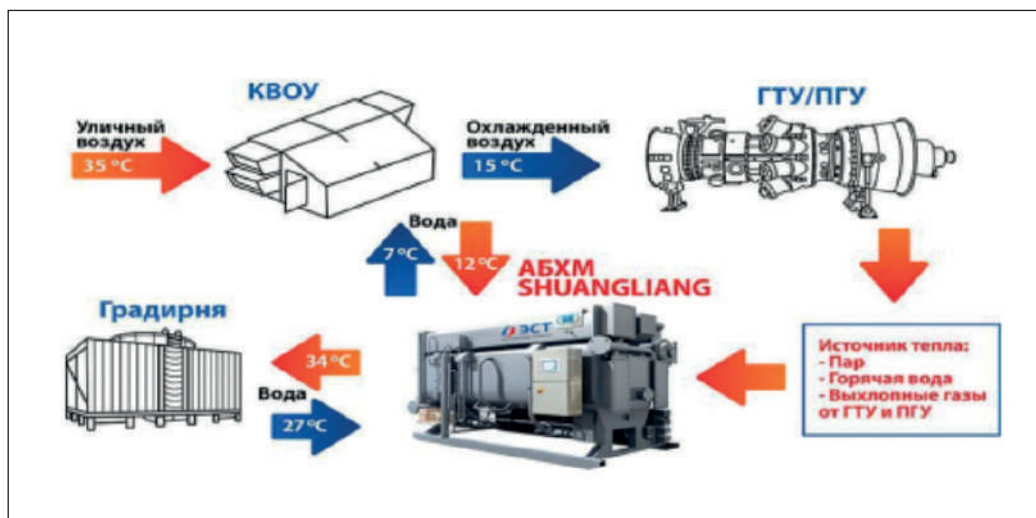 КВОУ
ГТУ/ПГУ
Уличный
воздух
35 °C
Охлажденный
воздух
15 °C
Вода
7 °C
12 °C
АБХМ
SHUANGLIANG
Градирня
ЭСТ
34 °C
Вода
27 °C
Источник тепла:
- Пар
- Горячая вода
- Выхлопные газы
от ГТУ и ПГУ